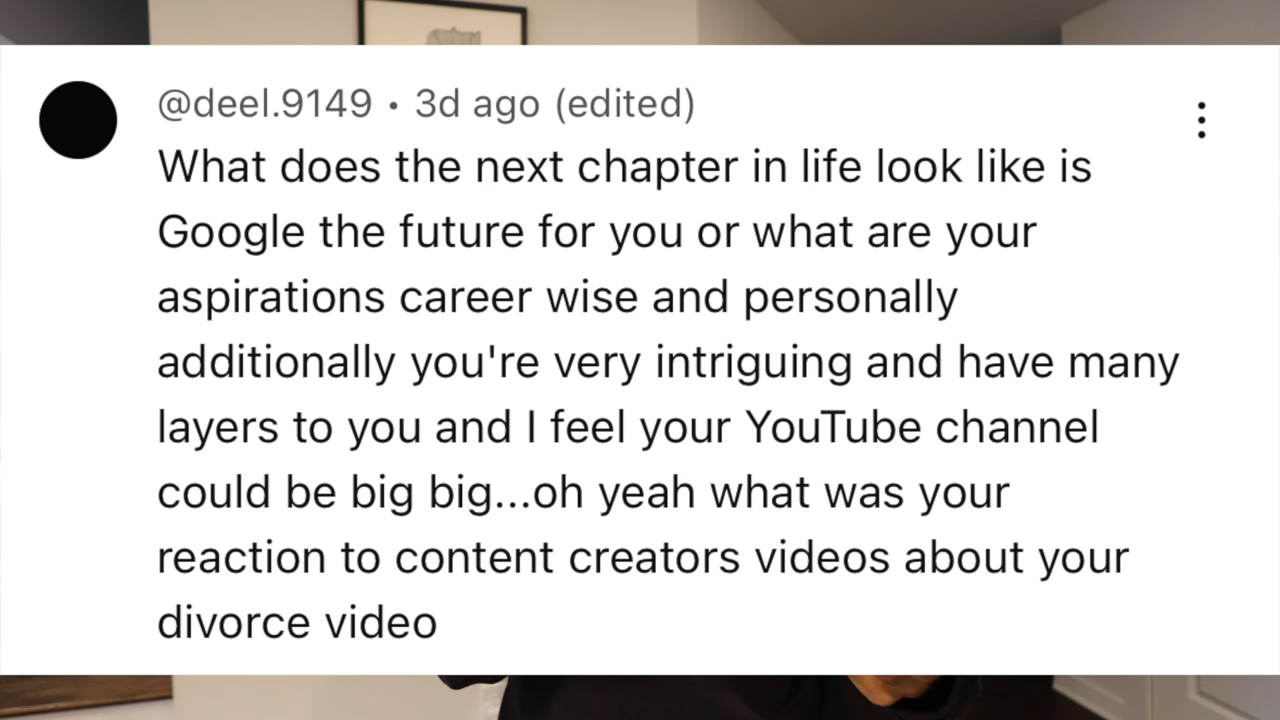 @deel.9149 • 3d ago (edited)
What does the next chapter in life look like is
Google the future for you or what are your
aspirations career wise and personally
additionally you're very intriguing and have many
layers to you and I feel your YouTube channel
could be big big...oh yeah what was your
reaction to content creators videos about your
divorce video